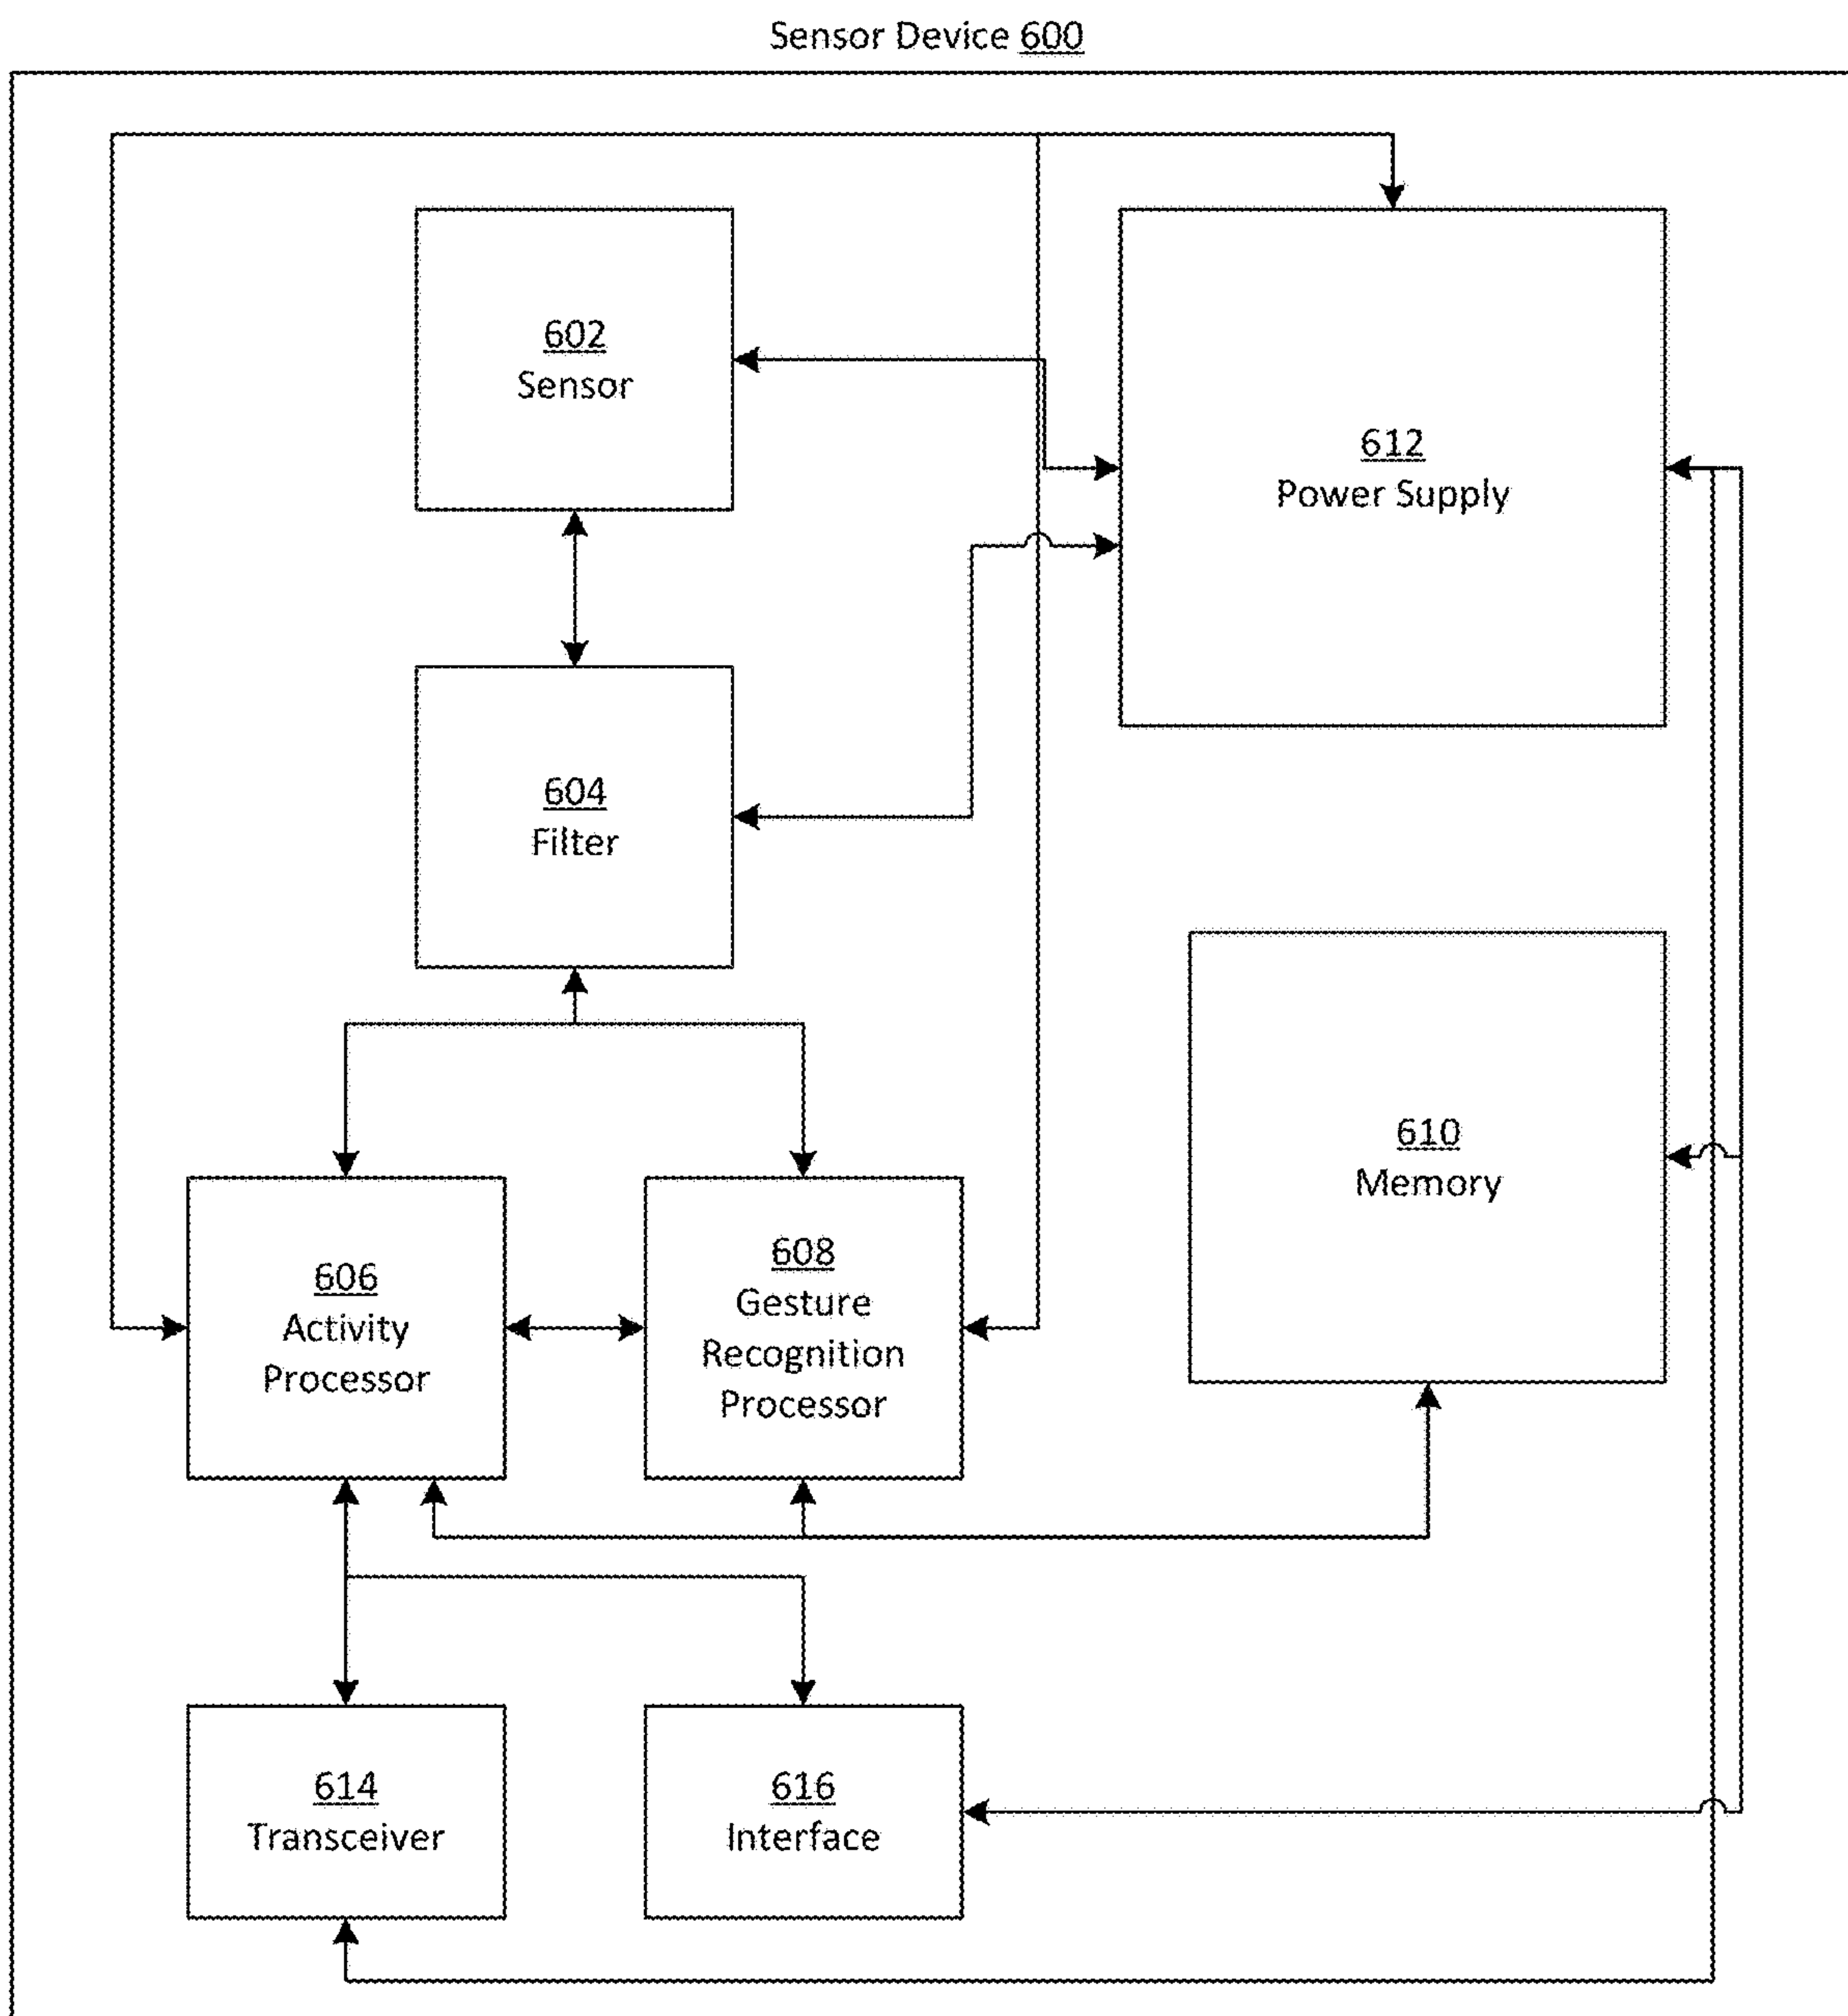 Sensor Device 600
602
Sensor
612
Power Supply
604
Filter
610
Memory
606
Activity
Processor
608
Gesture
Recognition
Processor
614
Transceiver
616
Interface